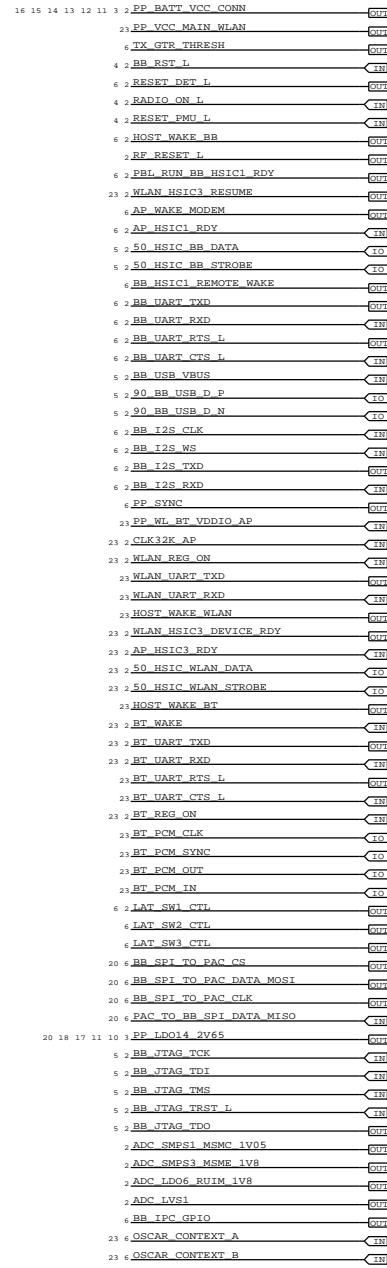 16 15 14 13 12 11 3 2 PP_BATT_VCC_CONN OUT
23 PP_VCC_MAIN_WLAN OUT
6 TX_GTR_THRESH OUT
4 2 BB_RST_L IN
6 2 RESET_DET_L OUT
4 2 RADIO_ON_L IN
4 2 RESET_PMU_L IN
6 2 HOST_WAKE_BB OUT
2 RF_RESET_L OUT
6 2 PBL_RUN_BB_HSIC1_RDY OUT
23 2 WLAN_HSIC3_RESUME OUT
6 AP_WAKE_MODEM OUT
6 2 AP_HSIC1_RDY IN
5 2 50_HSIC_BB_DATA IO
5 2 50_HSIC_BB_STROBE IO
6 BB_HSIC1_REMOTE_WAKE OUT
6 2 BB_UART_TXD OUT
6 2 BB_UART_RXD IN
6 2 BB_UART_RTS_L OUT
6 2 BB_UART_CTS_L IN
5 2 BB_USB_VBUS IN
5 2 90_BB_USB_D_P IO
5 2 90_BB_USB_D_N IO
6 2 BB_I2S_CLK IN
6 2 BB_I2S_WS IN
6 2 BB_I2S_TXD OUT
6 2 BB_I2S_RXD IN
6 PP_SYNC OUT
23 PP_WL_BT_VDDIO_AP IN
23 2 CLK32K_AP IN
23 2 WLAN_REG_ON IN
23 WLAN_UART_TXD OUT
23 WLAN_UART_RXD IN
23 HOST_WAKE_WLAN OUT
23 2 WLAN_HSIC3_DEVICE_RDY OUT
23 2 AP_HSIC3_RDY IN
23 2 50_HSIC_WLAN_DATA IO
23 2 50_HSIC_WLAN_STROBE IO
23 HOST_WAKE_BT OUT
23 2 BT_WAKE IN
23 2 BT_UART_TXD OUT
23 2 BT_UART_RXD IN
23 BT_UART_RTS_L OUT
23 BT_UART_CTS_L IN
23 2 BT_REG_ON IN
23 BT_PCM_CLK IO
23 BT_PCM_SYNC IO
23 BT_PCM_OUT IO
23 BT_PCM_IN IO
6 2 LAT_SW1_CTL OUT
6 LAT_SW2_CTL OUT
6 LAT_SW3_CTL OUT
20 6 BB_SPI_TO_PAC_CS OUT
20 6 BB_SPI_TO_PAC_DATA_MOSI OUT
20 6 BB_SPI_TO_PAC_CLK OUT
20 6 PAC_TO_BB_SPI_DATA_MISO IN
20 18 17 11 10 3 PP_LDO14_2V65 OUT
5 2 BB_JTAG_TCK IN
5 2 BB_JTAG_TDI IN
5 2 BB_JTAG_TMS IN
5 2 BB_JTAG_TRST_L IN
5 2 BB_JTAG_TDO OUT
2 ADC_SMPS1_MSMC_1V05 OUT
2 ADC_SMPS3_MSME_1V8 OUT
2 ADC_LDO6_RUIM_1V8 OUT
2 ADC_LVS1 OUT
6 BB_IPC_GPIO OUT
23 6 OSCAR_CONTEXT_A IN
23 6 OSCAR_CONTEXT_B IN